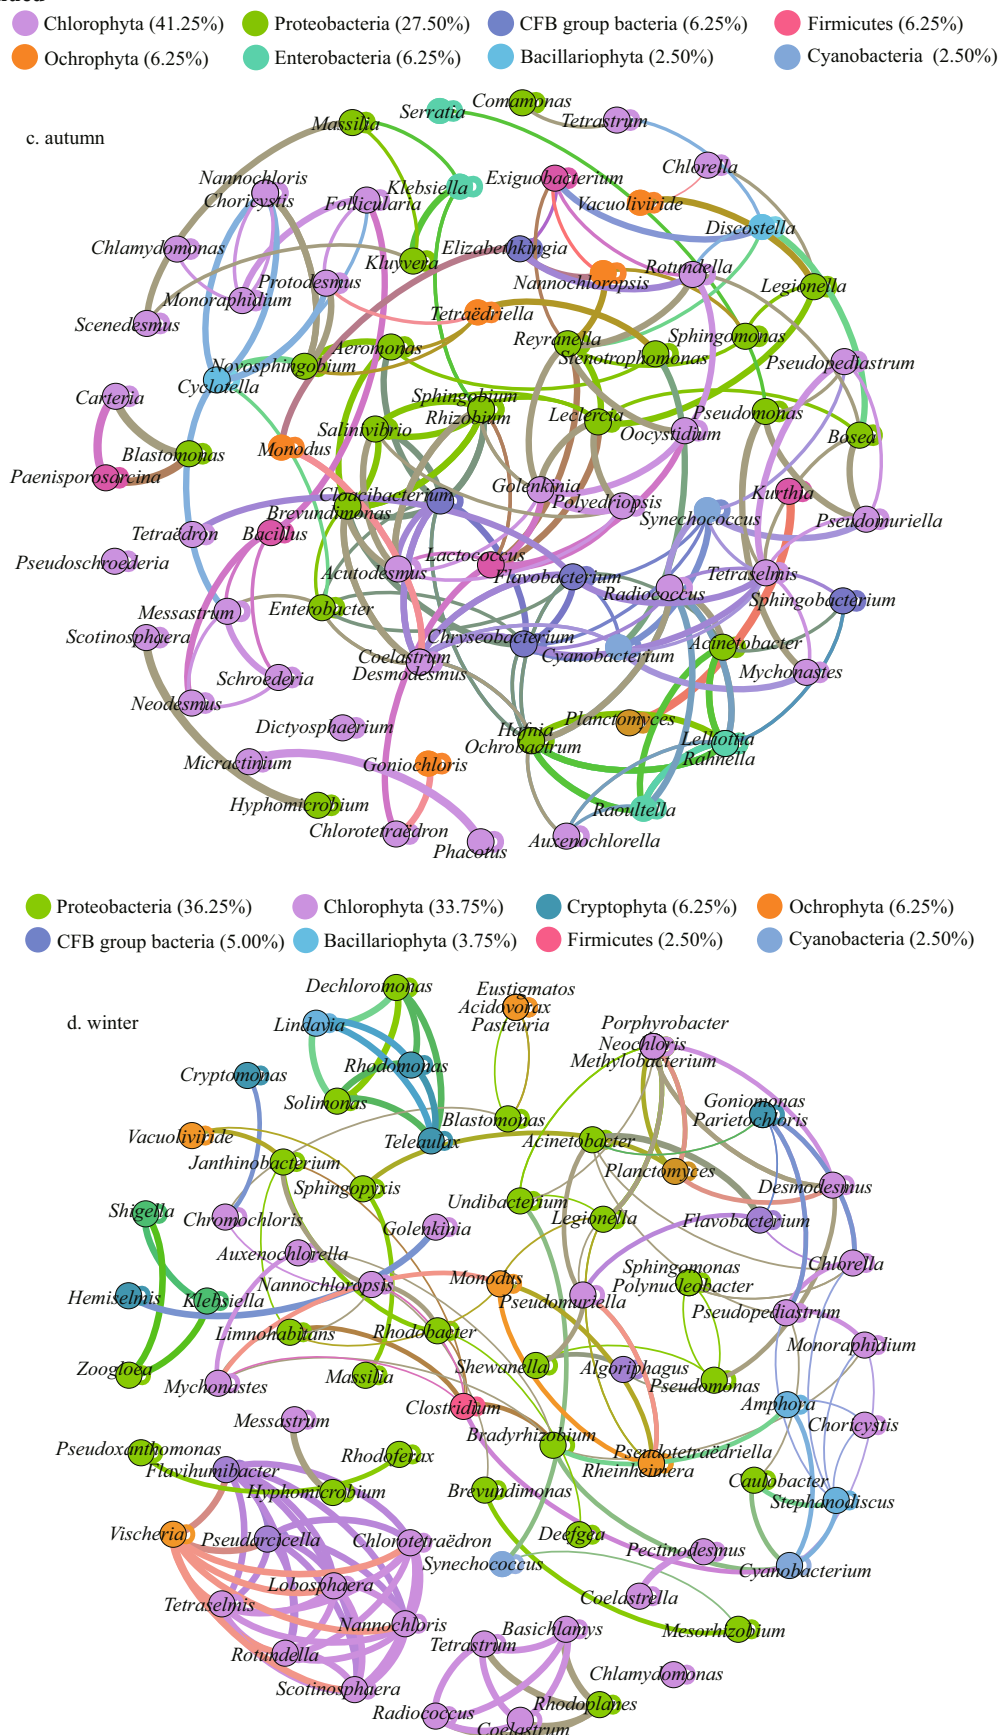 Chlorophyta (41.25%) Proteobacteria (27.50%) CFB group bacteria (6.25%) Firmicutes (6.25%)
Ochrophyta (6.25%) Enterobacteria (6.25%) Bacillariophyta (2.50%) Cyanobacteria (2.50%)
c. autumn
Comamonas
Serratia
Massilia
Tetrastrum
Chlorella
Nannochloris
Exiguobacterium
Klebsiella
Choricystis
Follicularia
Vacuoliviride
Discostella
Chlamydomonas
Elizabethkingia
Kluyvera
Rotundella
Protodesmus
Nannochloropsis
Legionella
Monoraphidium
Tetraëdriella
Scenedesmus
Reyranella
Sphingomonas
Aeromonas
Stenotrophomonas
Pseudopediastrum
Novosphingobium
Cyclotella
Carteria
Sphingobium
Rhizobium
Leclercia
Pseudomonas
Salinivibrio
Oocystidium
Bosea
Monodus
Blastomonas
Paenisporosarcina
Golenkinia
Kurthia
Cloacibacterium
Polyedriopsis
Brevundimonas
Synechococcus
Pseudomuriella
Tetraëdron
Bacillus
Lactococcus
Pseudoschroederia
Acutodesmus
Flavobacterium
Tetraselmis
Radiococcus
Sphingobacterium
Messastrum
Enterobacter
Scotinosphaera
Chryseobacterium
Acinetobacter
Coelastrum
Cyanobacterium
Desmodesmus
Mychonastes
Schroederia
Neodesmus
Dictyosphaerium
Planctomyces
Hafnia
Ochrobactrum
Lelliottia
Rahnella
Micractinium
Goniochloris
Hyphomicrobium
Raoultella
Chlorotetraëdron
Auxenochlorella
Phacotus
Proteobacteria (36.25%) Chlorophyta (33.75%) Cryptophyta (6.25%) Ochrophyta (6.25%)
CFB group bacteria (5.00%) Bacillariophyta (3.75%) Firmicutes (2.50%) Cyanobacteria (2.50%)
d. winter
Dechloromonas
Eustigmatos
Acidovorax
Pasteuria
Lindavia
Porphyrobacter
Neochloris
Methylobacterium
Rhodomonas
Cryptomonas
Solimonas
Goniomonas
Parietochloris
Blastomonas
Vacuoliviride
Teleaulax
Acinetobacter
Janthinobacterium
Planctomyces
Sphingopyxis
Desmodesmus
Undibacterium
Shigella
Chromochloris
Legionella
Flavobacterium
Golenkinia
Auxenochlorella
Chlorella
Sphingomonas
Nannochloropsis
Monodus
Polynucleobacter
Hemiselmis
Klebsiella
Pseudomuriella
Pseudopediastrum
Limnohabitans
Rhodobacter
Monoraphidium
Zoogloea
Shewanella
Algoriphagus
Massilia
Mychonastes
Pseudomonas
Clostridium
Amphora
Messastrum
Choricystis
Bradyrhizobium
Pseudoxanthomonas
Rhodoferax
Pseudotetraëdriella
Flavihumibacter
Rheinheimera
Caulobacter
Hyphomicrobium
Brevundimonas
Stephanodiscus
Vischeria
Pseudarcicella
Chlorotetraëdron
Deefgea
Pectinodesmus
Synechococcus
Cyanobacterium
Lobosphaera
Tetraselmis
Coelastrella
Nannochloris
Basichlamys
Mesorhizobium
Tetrastrum
Rotundella
Chlamydomonas
Scotinosphaera
Rhodoplanes
Radiococcus
Coelastrum